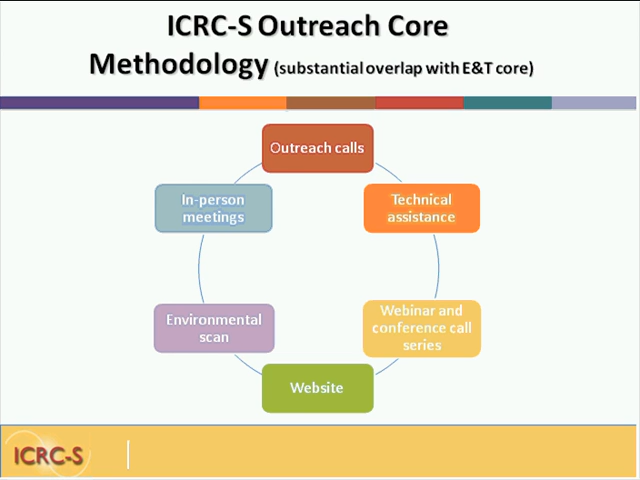 ICRC-S Outreach Core
Methodology (substantial overlap with E&T core)
Outreach calls
Technical
assistance
Webinar and
conference call
series
Website
Environmental
scan
In-person
meetings
ICRC-S